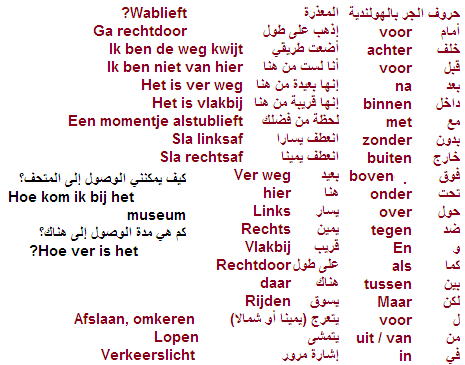 حروف الجر بالهولندية المعذرة Wablieft?
أمام voor إذهب على طول Ga rechtdoor
خلف achter أضعت طريقي Ik ben de weg kwijt
قبل voor أنا لست من هنا Ik ben niet van hier
بعد na إنها بعيدة من هنا Het is ver weg
داخل binnen إنها قريبة من هنا Het is vlakbij
مع met لحظة من فضلك Een momentje alstublieft
بدون zonder انعطف يسارا Sla linksaf
خارج buiten انعطف يمينا Sla rechtsaf
فوق boven . بعيد Ver weg كيف يمكنني الوصول إلى المتحف؟
تحت onder هنا hier Hoe kom ik bij het
حول over يسار Links museum
ضد tegen يمين Rechts كم هي مدة الوصول إلى هناك؟
و En قريب Vlakbij Hoe ver is het?
كما als على طول Rechtdoor
بين tussen هناك daar
لكن Maar يسوق Rijden
ل voor يتعرج (يمينا أو شمالا) Afslaan, omkeren
من uit / van يتمشى Lopen
في in إشارة مرور Verkeerslicht